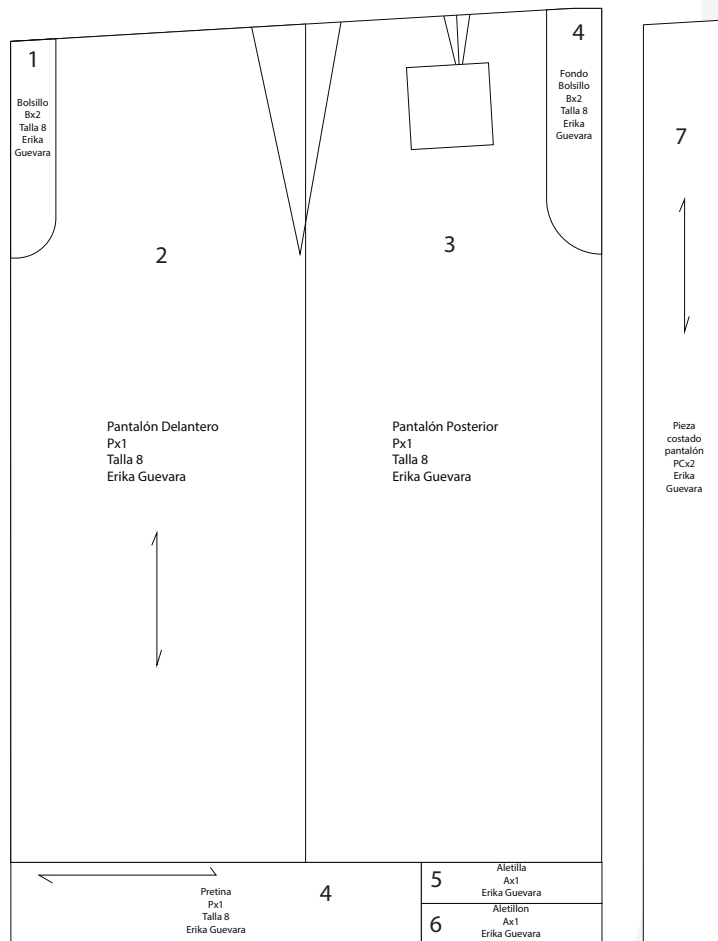 1
Bolsillo
Bx2
Talla 8
Erika
Guevara
4
Fondo
Bolsillo
Bx2
Talla 8
Erika
Guevara
7
2
3
Pantalón Delantero
Px1
Talla 8
Erika Guevara
Pantalón Posterior
Px1
Talla 8
Erika Guevara
Pieza
costado
pantalón
PCx2
Erika
Guevara
Pretina
Px1
Talla 8
Erika Guevara
4
5
Aletilla
Ax1
Erika Guevara
6
Aletillon
Ax1
Erika Guevara